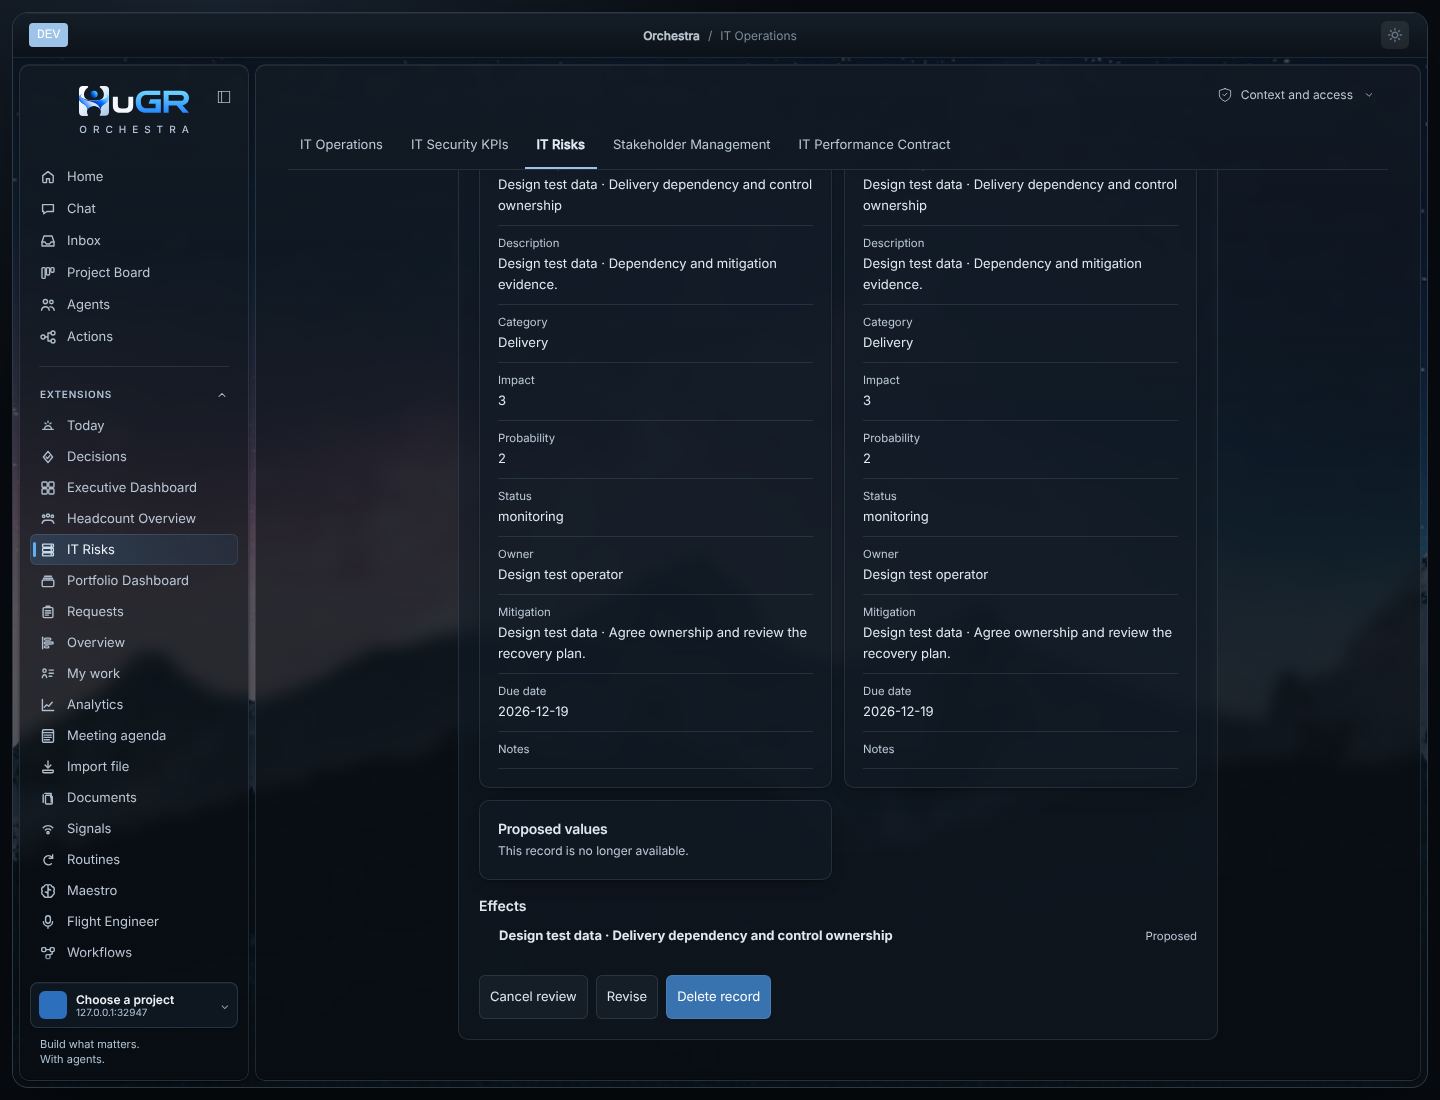 DEV
Orchestra / IT Operations
HuGR
ORCHESTRA
Context and access
Home
Chat
Inbox
Project Board
Agents
Actions
EXTENSIONS
Today
Decisions
Executive Dashboard
Headcount Overview
IT Risks
Portfolio Dashboard
Requests
Overview
My work
Analytics
Meeting agenda
Import file
Documents
Signals
Routines
Maestro
Flight Engineer
Workflows
Choose a project
127.0.0.1:32947
Build what matters.
With agents.
IT Operations IT Security KPIs IT Risks Stakeholder Management IT Performance Contract
Design test data · Delivery dependency and control
ownership
Description
Design test data · Dependency and mitigation
evidence.
Category
Delivery
Impact
3
Probability
2
Status
monitoring
Owner
Design test operator
Mitigation
Design test data · Agree ownership and review the
recovery plan.
Due date
2026-12-19
Notes
Design test data · Delivery dependency and control
ownership
Description
Design test data · Dependency and mitigation
evidence.
Category
Delivery
Impact
3
Probability
2
Status
monitoring
Owner
Design test operator
Mitigation
Design test data · Agree ownership and review the
recovery plan.
Due date
2026-12-19
Notes
Proposed values
This record is no longer available.
Effects
Design test data · Delivery dependency and control ownership Proposed
Cancel review Revise Delete record